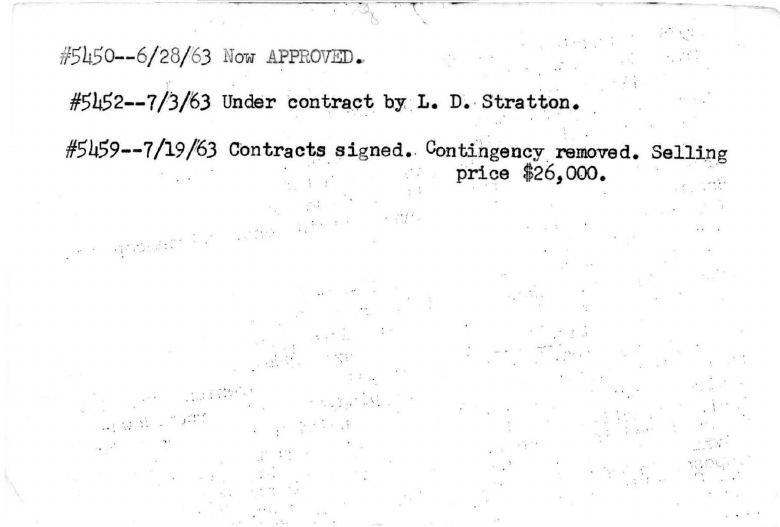 #5450--6/28/63 Now APPROVED.
#5452--7/3/63 Under contract by L. D. Stratton.
#5459--7/19/63 Contracts signed. Contingency removed. Selling
price $26,000.